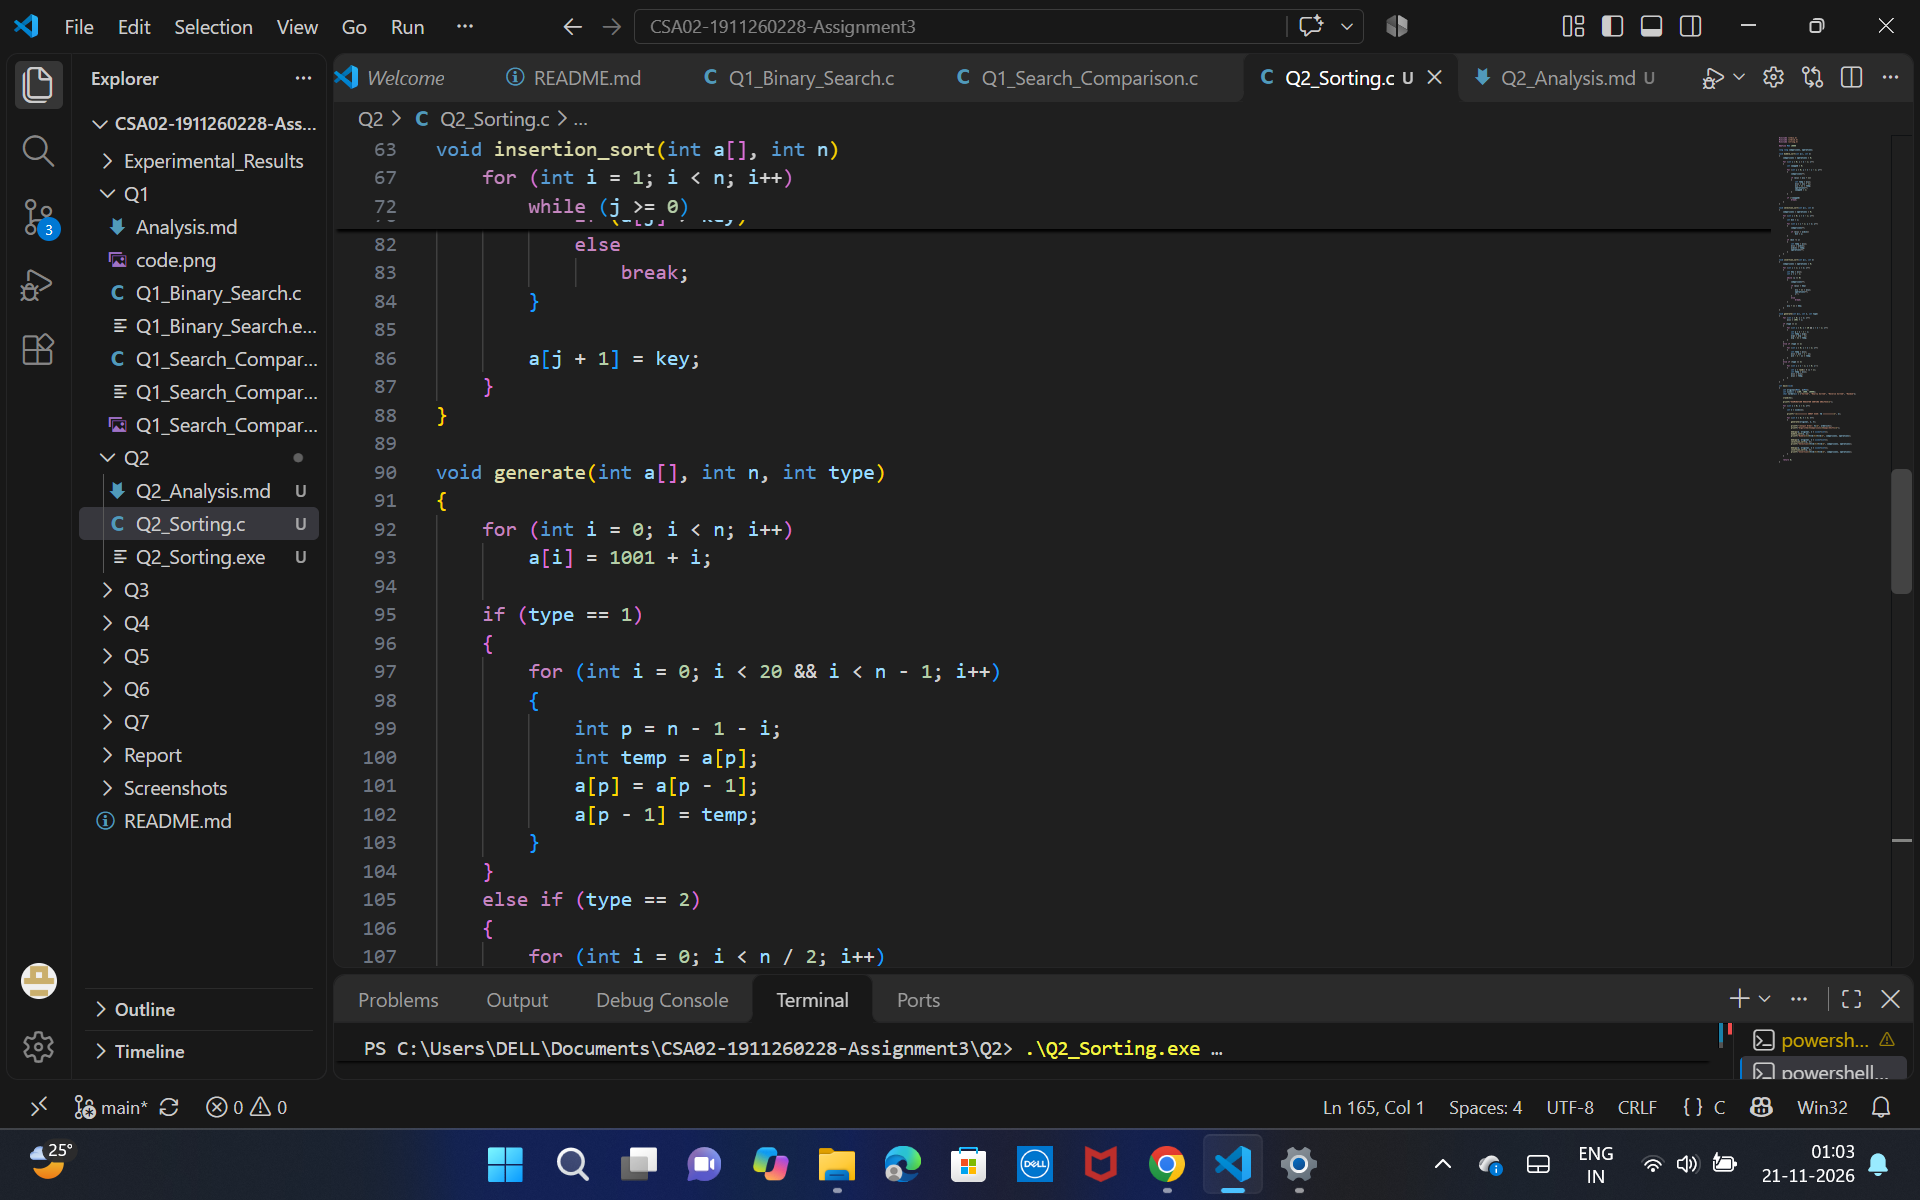 File Edit Selection View Go Run ···
CSA02-1911260228-Assignment3
Explorer
CSA02-1911260228-Ass...
Experimental_Results
Q1
Analysis.md
code.png
C Q1_Binary_Search.c
Q1_Binary_Search.e...
C Q1_Search_Compar...
Q1_Search_Compar...
Q1_Search_Compar...
Q2
Q2_Analysis.md U
C Q2_Sorting.c U
Q2_Sorting.exe U
Q3
Q4
Q5
Q6
Q7
Report
Screenshots
README.md
Outline
Timeline
3
Welcome README.md C Q1_Binary_Search.c C Q1_Search_Comparison.c C Q2_Sorting.c U Q2_Analysis.md U
Q2 > C Q2_Sorting.c > ...
63 void insertion_sort(int a[], int n)
67 for (int i = 1; i < n; i++)
72 while (j >= 0)
82 else
83 break;
84 }
85
86 a[j + 1] = key;
87 }
88 }
89
90 void generate(int a[], int n, int type)
91 {
92 for (int i = 0; i < n; i++)
93 a[i] = 1001 + i;
94
95 if (type == 1)
96 {
97 for (int i = 0; i < 20 && i < n - 1; i++)
98 {
99 int p = n - 1 - i;
100 int temp = a[p];
101 a[p] = a[p - 1];
102 a[p - 1] = temp;
103 }
104 }
105 else if (type == 2)
106 {
107 for (int i = 0; i < n / 2; i++)
Problems Output Debug Console Terminal Ports
PS C:\Users\DELL\Documents\CSA02-1911260228-Assignment3\Q2> .\Q2_Sorting.exe …
powersh...
powershell...
main* 0 0
Ln 165, Col 1 Spaces: 4 UTF-8 CRLF { } C Win32
25°
DELL
ENG
IN
01:03
21-11-2026